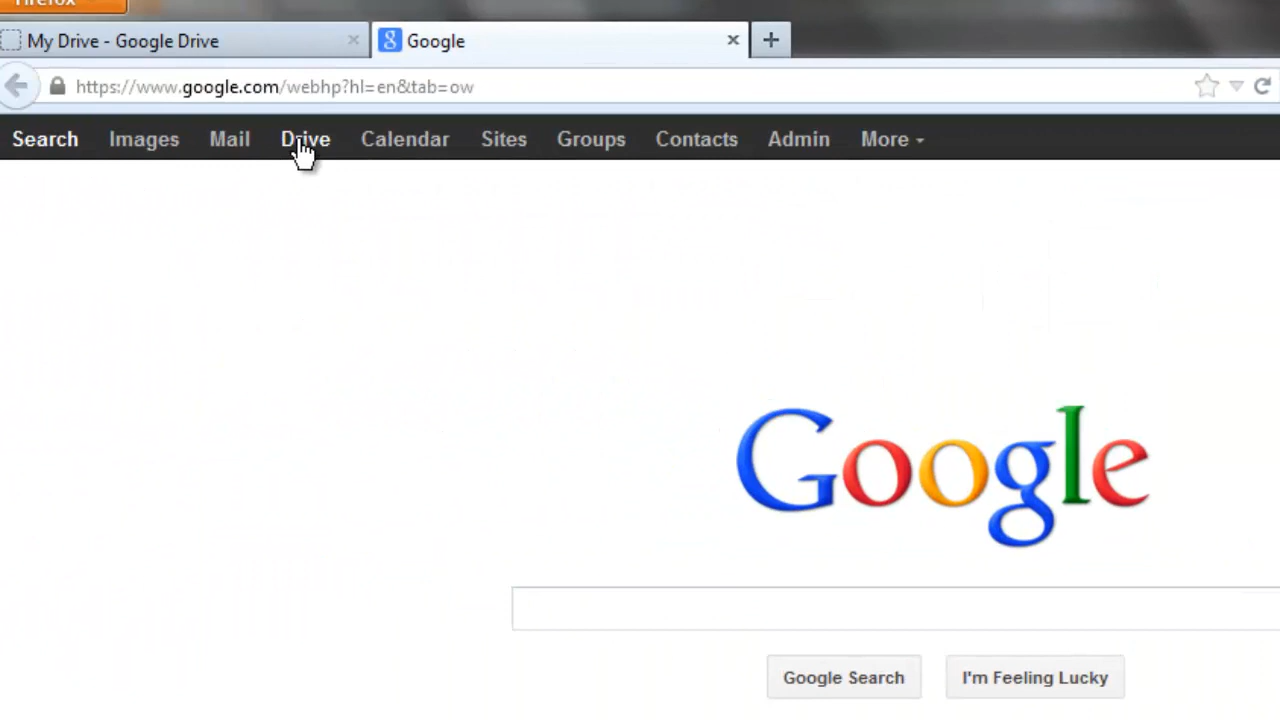 Firefox
My Drive - Google Drive
Google
https://www.google.com/webhp?hl=en&tab=ow
Search Images Mail Drive Calendar Sites Groups Contacts Admin More
Google
Google Search I'm Feeling Lucky